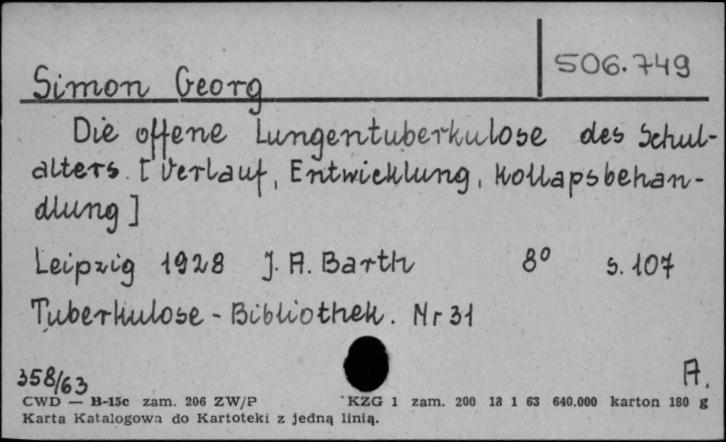 506.749
Simon Georg
Die offene Lungentuberkulose des Schul-
alters. [Verlauf, Entwicklung, Kollapsbehan-
dlung]
Leipzig 1928 J. A. Barth 8° s. 107
Tuberkulose-Bibliothek. Nr 31
358/63 A.
CWD — B-15c zam. 206 ZW/P KZG 1 zam. 200 18 1 63 640.000 karton 180 g
Karta Katalogowa do Kartoteki z jedną linią.